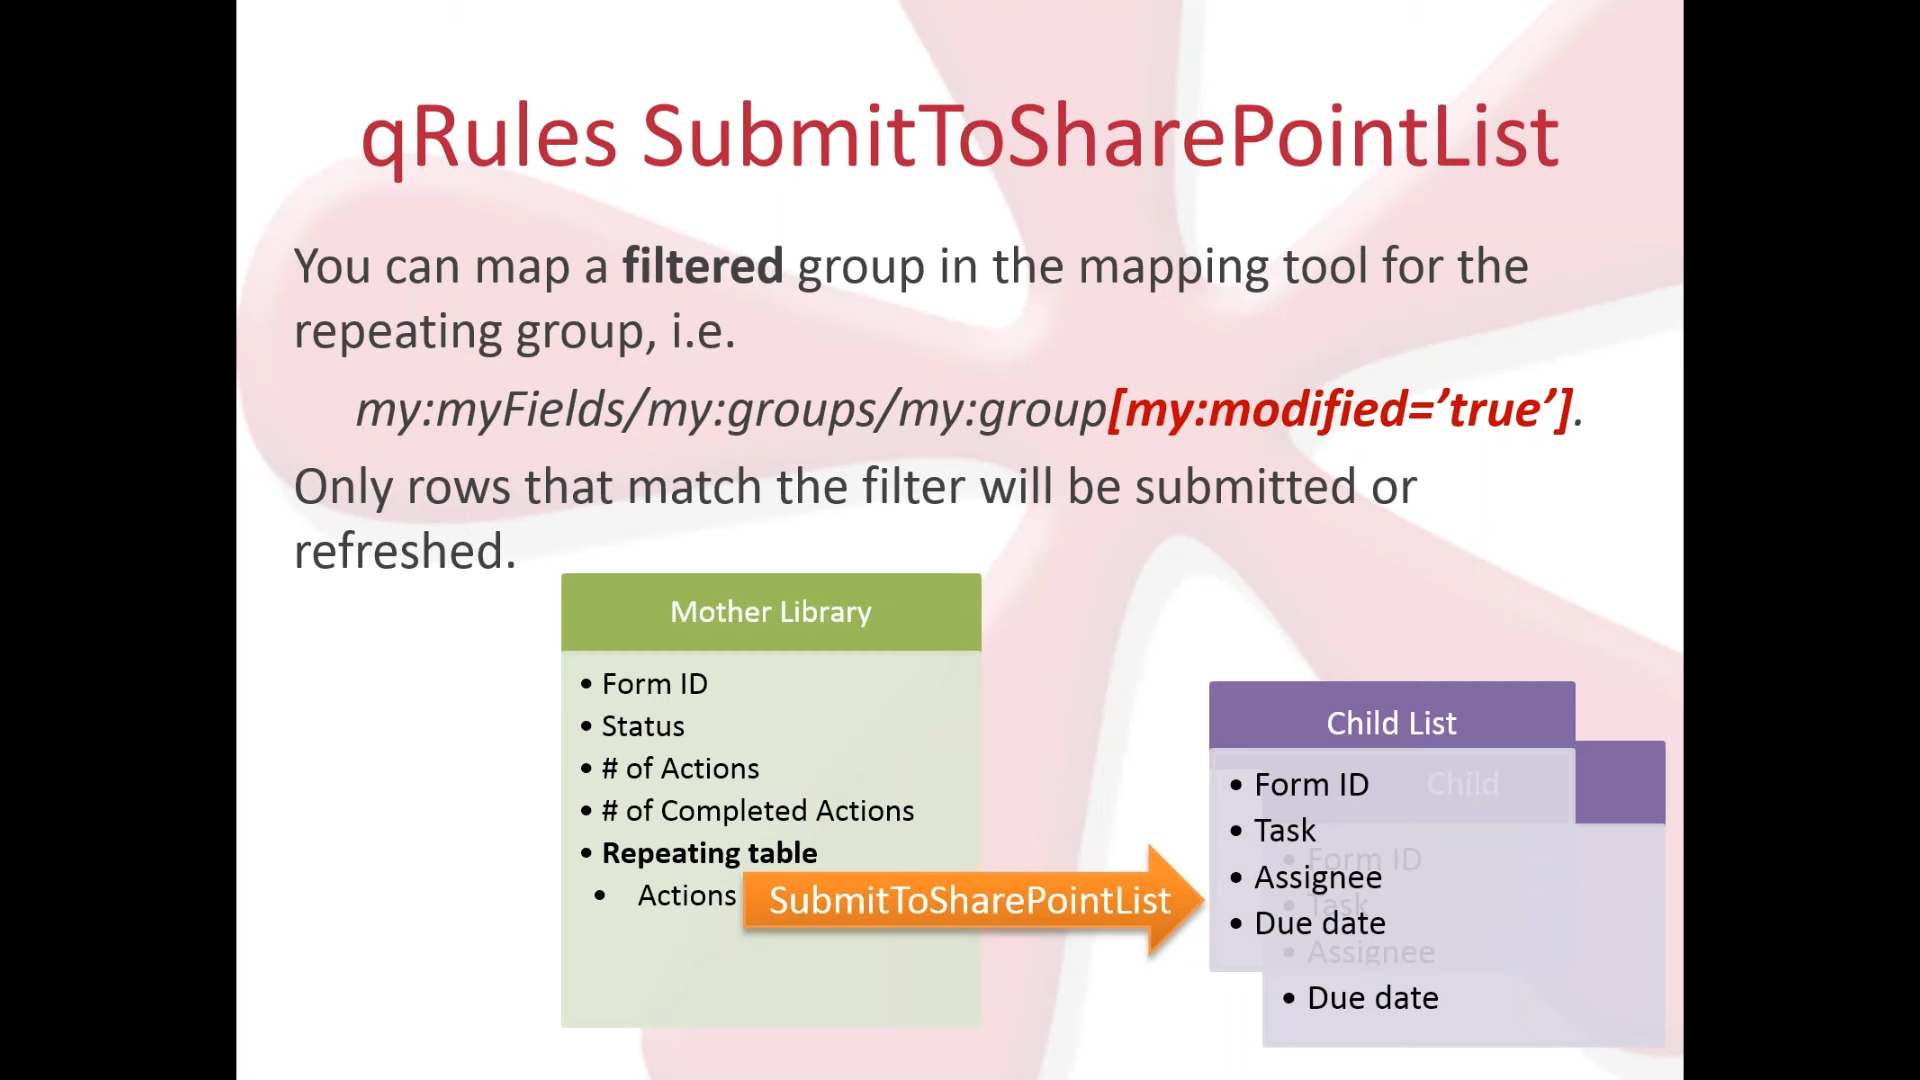 qRules SubmitToSharePointList
You can map a filtered group in the mapping tool for the
repeating group, i.e.
my:myFields/my:groups/my:group[my:modified=’true’].
Only rows that match the filter will be submitted or
refreshed.
Mother Library
• Form ID
• Status
• # of Actions
• # of Completed Actions
• Repeating table
• Actions
SubmitToSharePointList
Child List
• Form ID
• Task
• Assignee
• Due date
Child
• Form ID
• Task
• Assignee
• Due date